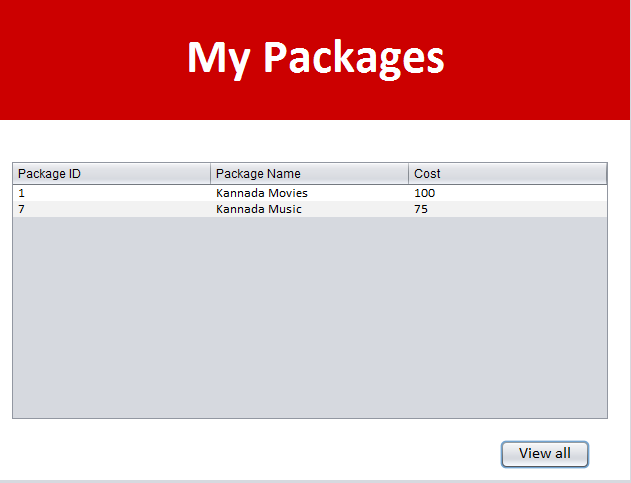 My Packages
Package ID Package Name Cost
1 Kannada Movies 100
7 Kannada Music 75
View all